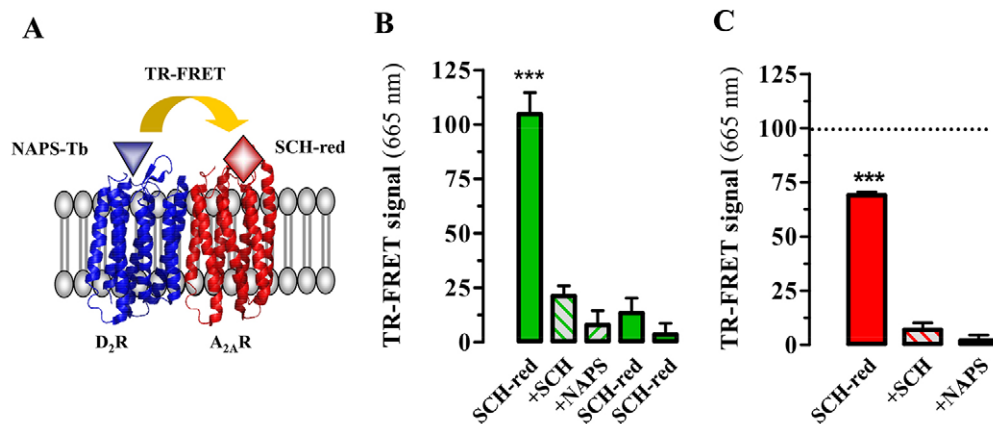 A
TR-FRET
NAPS-Tb
SCH-red
D2R
A2AR
B
TR-FRET signal (665 nm)
125
100
75
50
25
0
***
SCH-red
+SCH
+NAPS
SCH-red
SCH-red
C
TR-FRET signal (665 nm)
125
100
75
50
25
0
***
SCH-red
+SCH
+NAPS